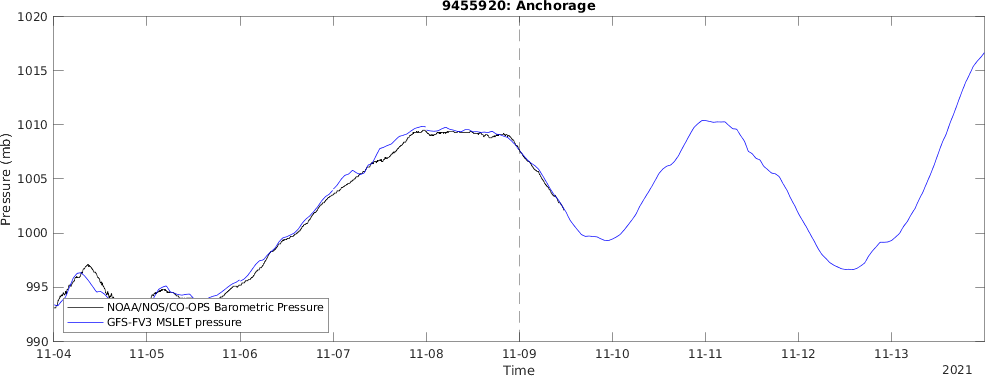 9455920: Anchorage
1020
1015
1010
1005
1000
995
990
Pressure (mb)
NOAA/NOS/CO-OPS Barometric Pressure
GFS-FV3 MSLET pressure
11-04 11-05 11-06 11-07 11-08 11-09 11-10 11-11 11-12 11-13
Time
2021